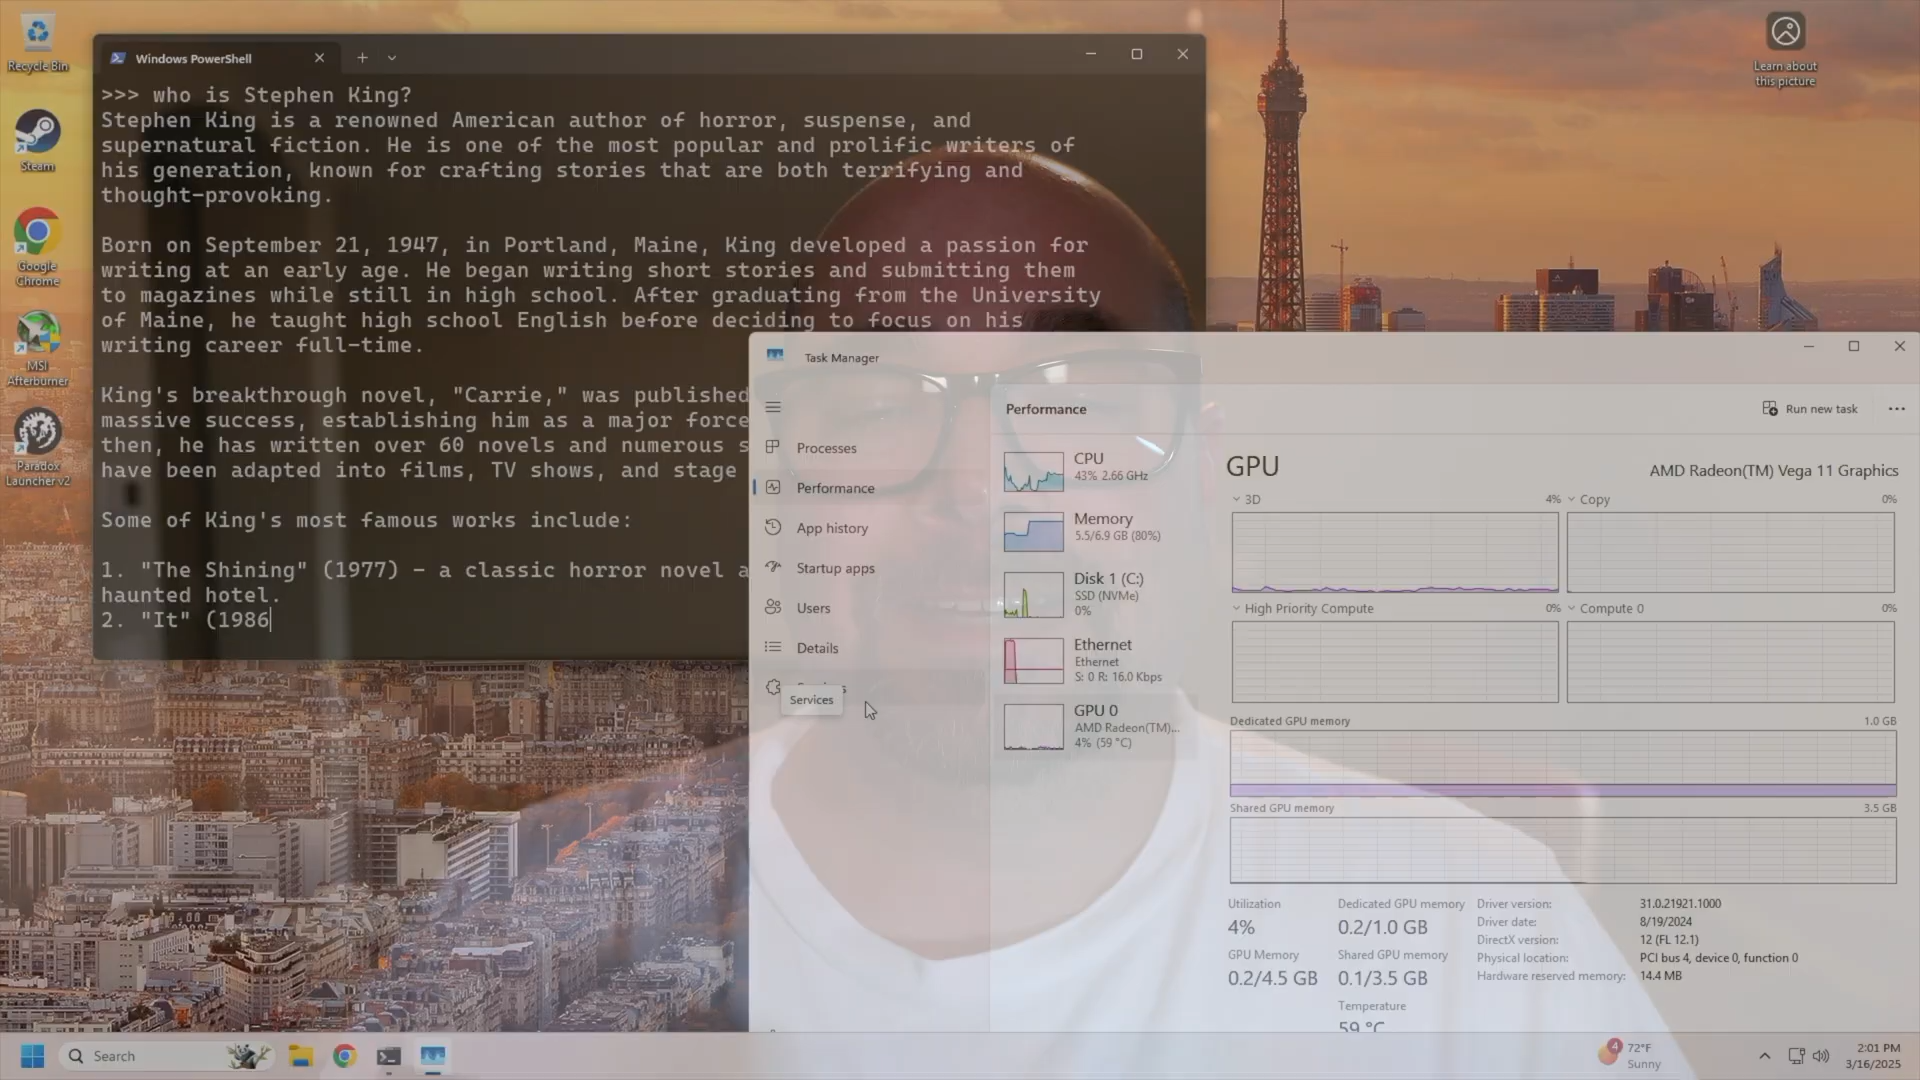 Recycle Bin
Steam
Google
Chrome
MSI
Afterburner
Paradox
Launcher v2
Learn about
this picture
Windows PowerShell
>>> who is Stephen King?
Stephen King is a renowned American author of horror, suspense, and
supernatural fiction. He is one of the most popular and prolific writers of
his generation, known for crafting stories that are both terrifying and
thought-provoking.
Born on September 21, 1947, in Portland, Maine, King developed a passion for
writing at an early age. He began writing short stories and submitting them
to magazines while still in high school. After graduating from the University
of Maine, he taught high school English before deciding to focus on his
writing career full-time.
King's breakthrough novel, "Carrie," was published
massive success, establishing him as a major force
then, he has written over 60 novels and numerous s
have been adapted into films, TV shows, and stage
Some of King's most famous works include:
1. "The Shining" (1977) - a classic horror novel a
haunted hotel.
2. "It" (1986
Task Manager
Processes
Performance
App history
Startup apps
Users
Details
Services
Performance
Run new task
CPU
43% 2.66 GHz
Memory
5.5/6.9 GB (80%)
Disk 1 (C:)
SSD (NVMe)
0%
Ethernet
Ethernet
S: 0 R: 16.0 Kbps
GPU 0
AMD Radeon(TM)...
4% (59 °C)
GPU
AMD Radeon(TM) Vega 11 Graphics
3D 4%
Copy 0%
High Priority Compute 0%
Compute 0 0%
Dedicated GPU memory 1.0 GB
Shared GPU memory 3.5 GB
Utilization
4%
Dedicated GPU memory
0.2/1.0 GB
GPU Memory
0.2/4.5 GB
Shared GPU memory
0.1/3.5 GB
Temperature
59 °C
Driver version: 31.0.21921.1000
Driver date: 8/19/2024
DirectX version: 12 (FL 12.1)
Physical location: PCI bus 4, device 0, function 0
Hardware reserved memory: 14.4 MB
Search
4
72°F
Sunny
2:01 PM
3/16/2025